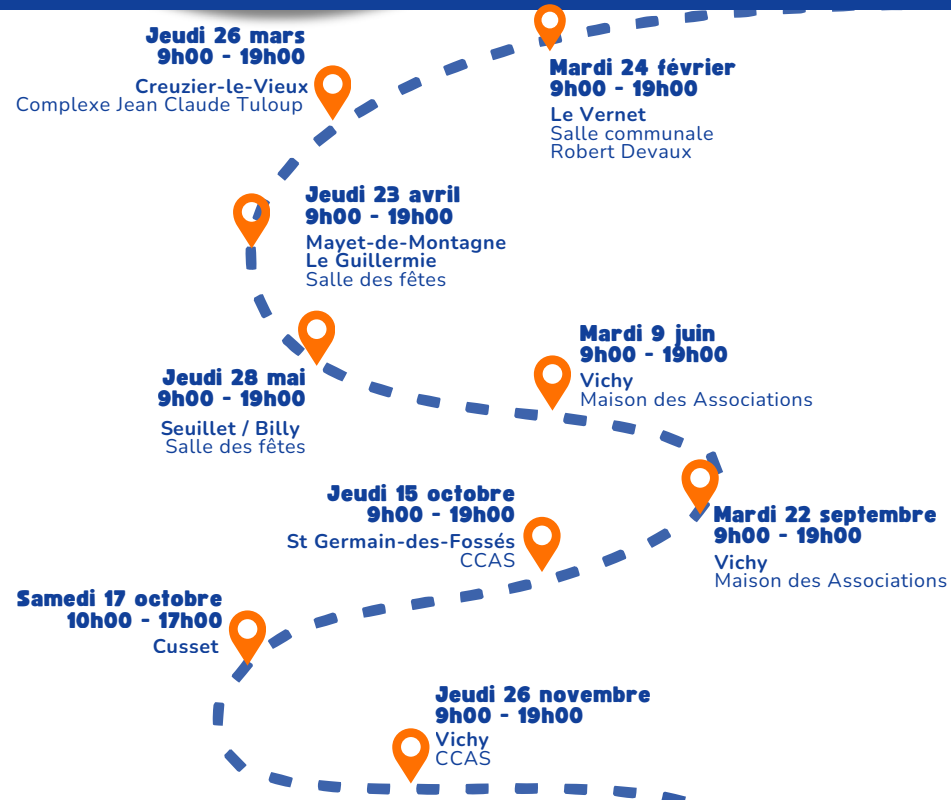 Mardi 24 février
9h00 - 19h00
Le Vernet
Salle communale
Robert Devaux
Jeudi 26 mars
9h00 - 19h00
Creuzier-le-Vieux
Complexe Jean Claude Tuloup
Jeudi 23 avril
9h00 - 19h00
Mayet-de-Montagne
Le Guillermie
Salle des fêtes
Jeudi 28 mai
9h00 - 19h00
Seuillet / Billy
Salle des fêtes
Mardi 9 juin
9h00 - 19h00
Vichy
Maison des Associations
Mardi 22 septembre
9h00 - 19h00
Vichy
Maison des Associations
Jeudi 15 octobre
9h00 - 19h00
St Germain-des-Fossés
CCAS
Samedi 17 octobre
10h00 - 17h00
Cusset
Jeudi 26 novembre
9h00 - 19h00
Vichy
CCAS